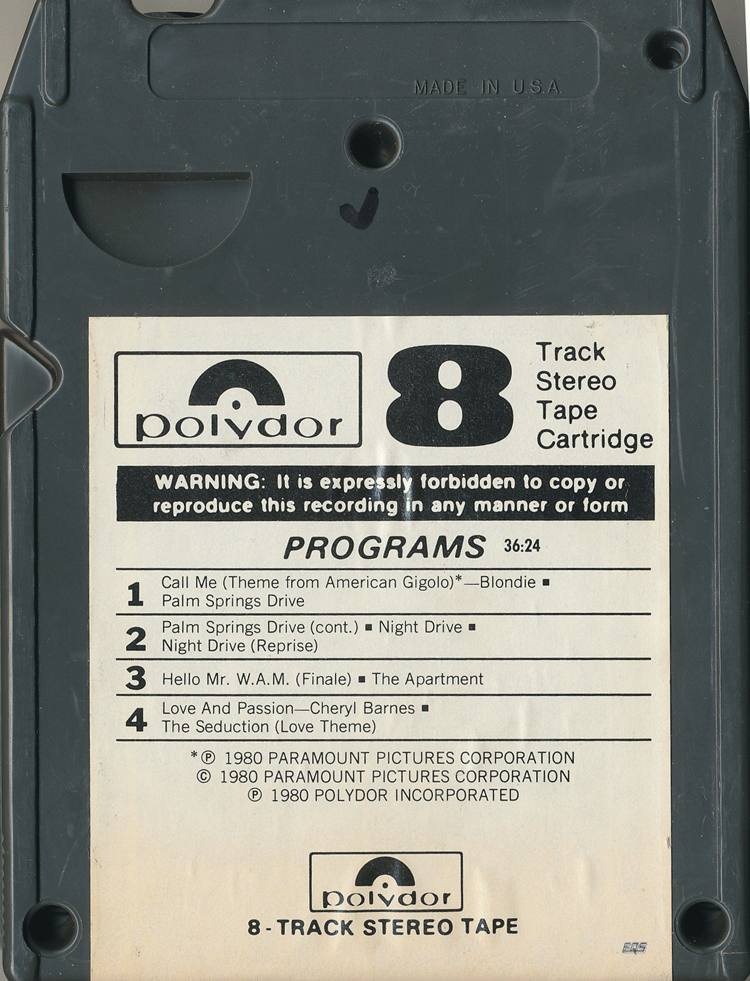 MADE IN U.S.A.
polydor
8
Track
Stereo
Tape
Cartridge
WARNING: It is expressly forbidden to copy or
reproduce this recording in any manner or form
PROGRAMS 36:24
1 Call Me (Theme from American Gigolo)*—Blondie ■
Palm Springs Drive
2 Palm Springs Drive (cont.) ■ Night Drive ■
Night Drive (Reprise)
3 Hello Mr. W.A.M. (Finale) ■ The Apartment
4 Love And Passion—Cheryl Barnes ■
The Seduction (Love Theme)
*℗ 1980 PARAMOUNT PICTURES CORPORATION
© 1980 PARAMOUNT PICTURES CORPORATION
℗ 1980 POLYDOR INCORPORATED
polydor
8-TRACK STEREO TAPE
EQS